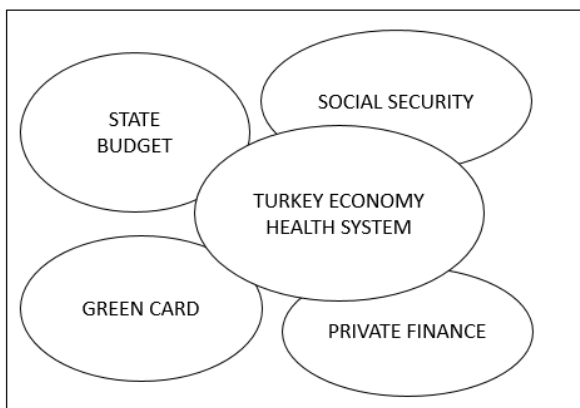 STATE
BUDGET
SOCIAL SECURITY
TURKEY ECONOMY
HEALTH SYSTEM
GREEN CARD
PRIVATE FINANCE